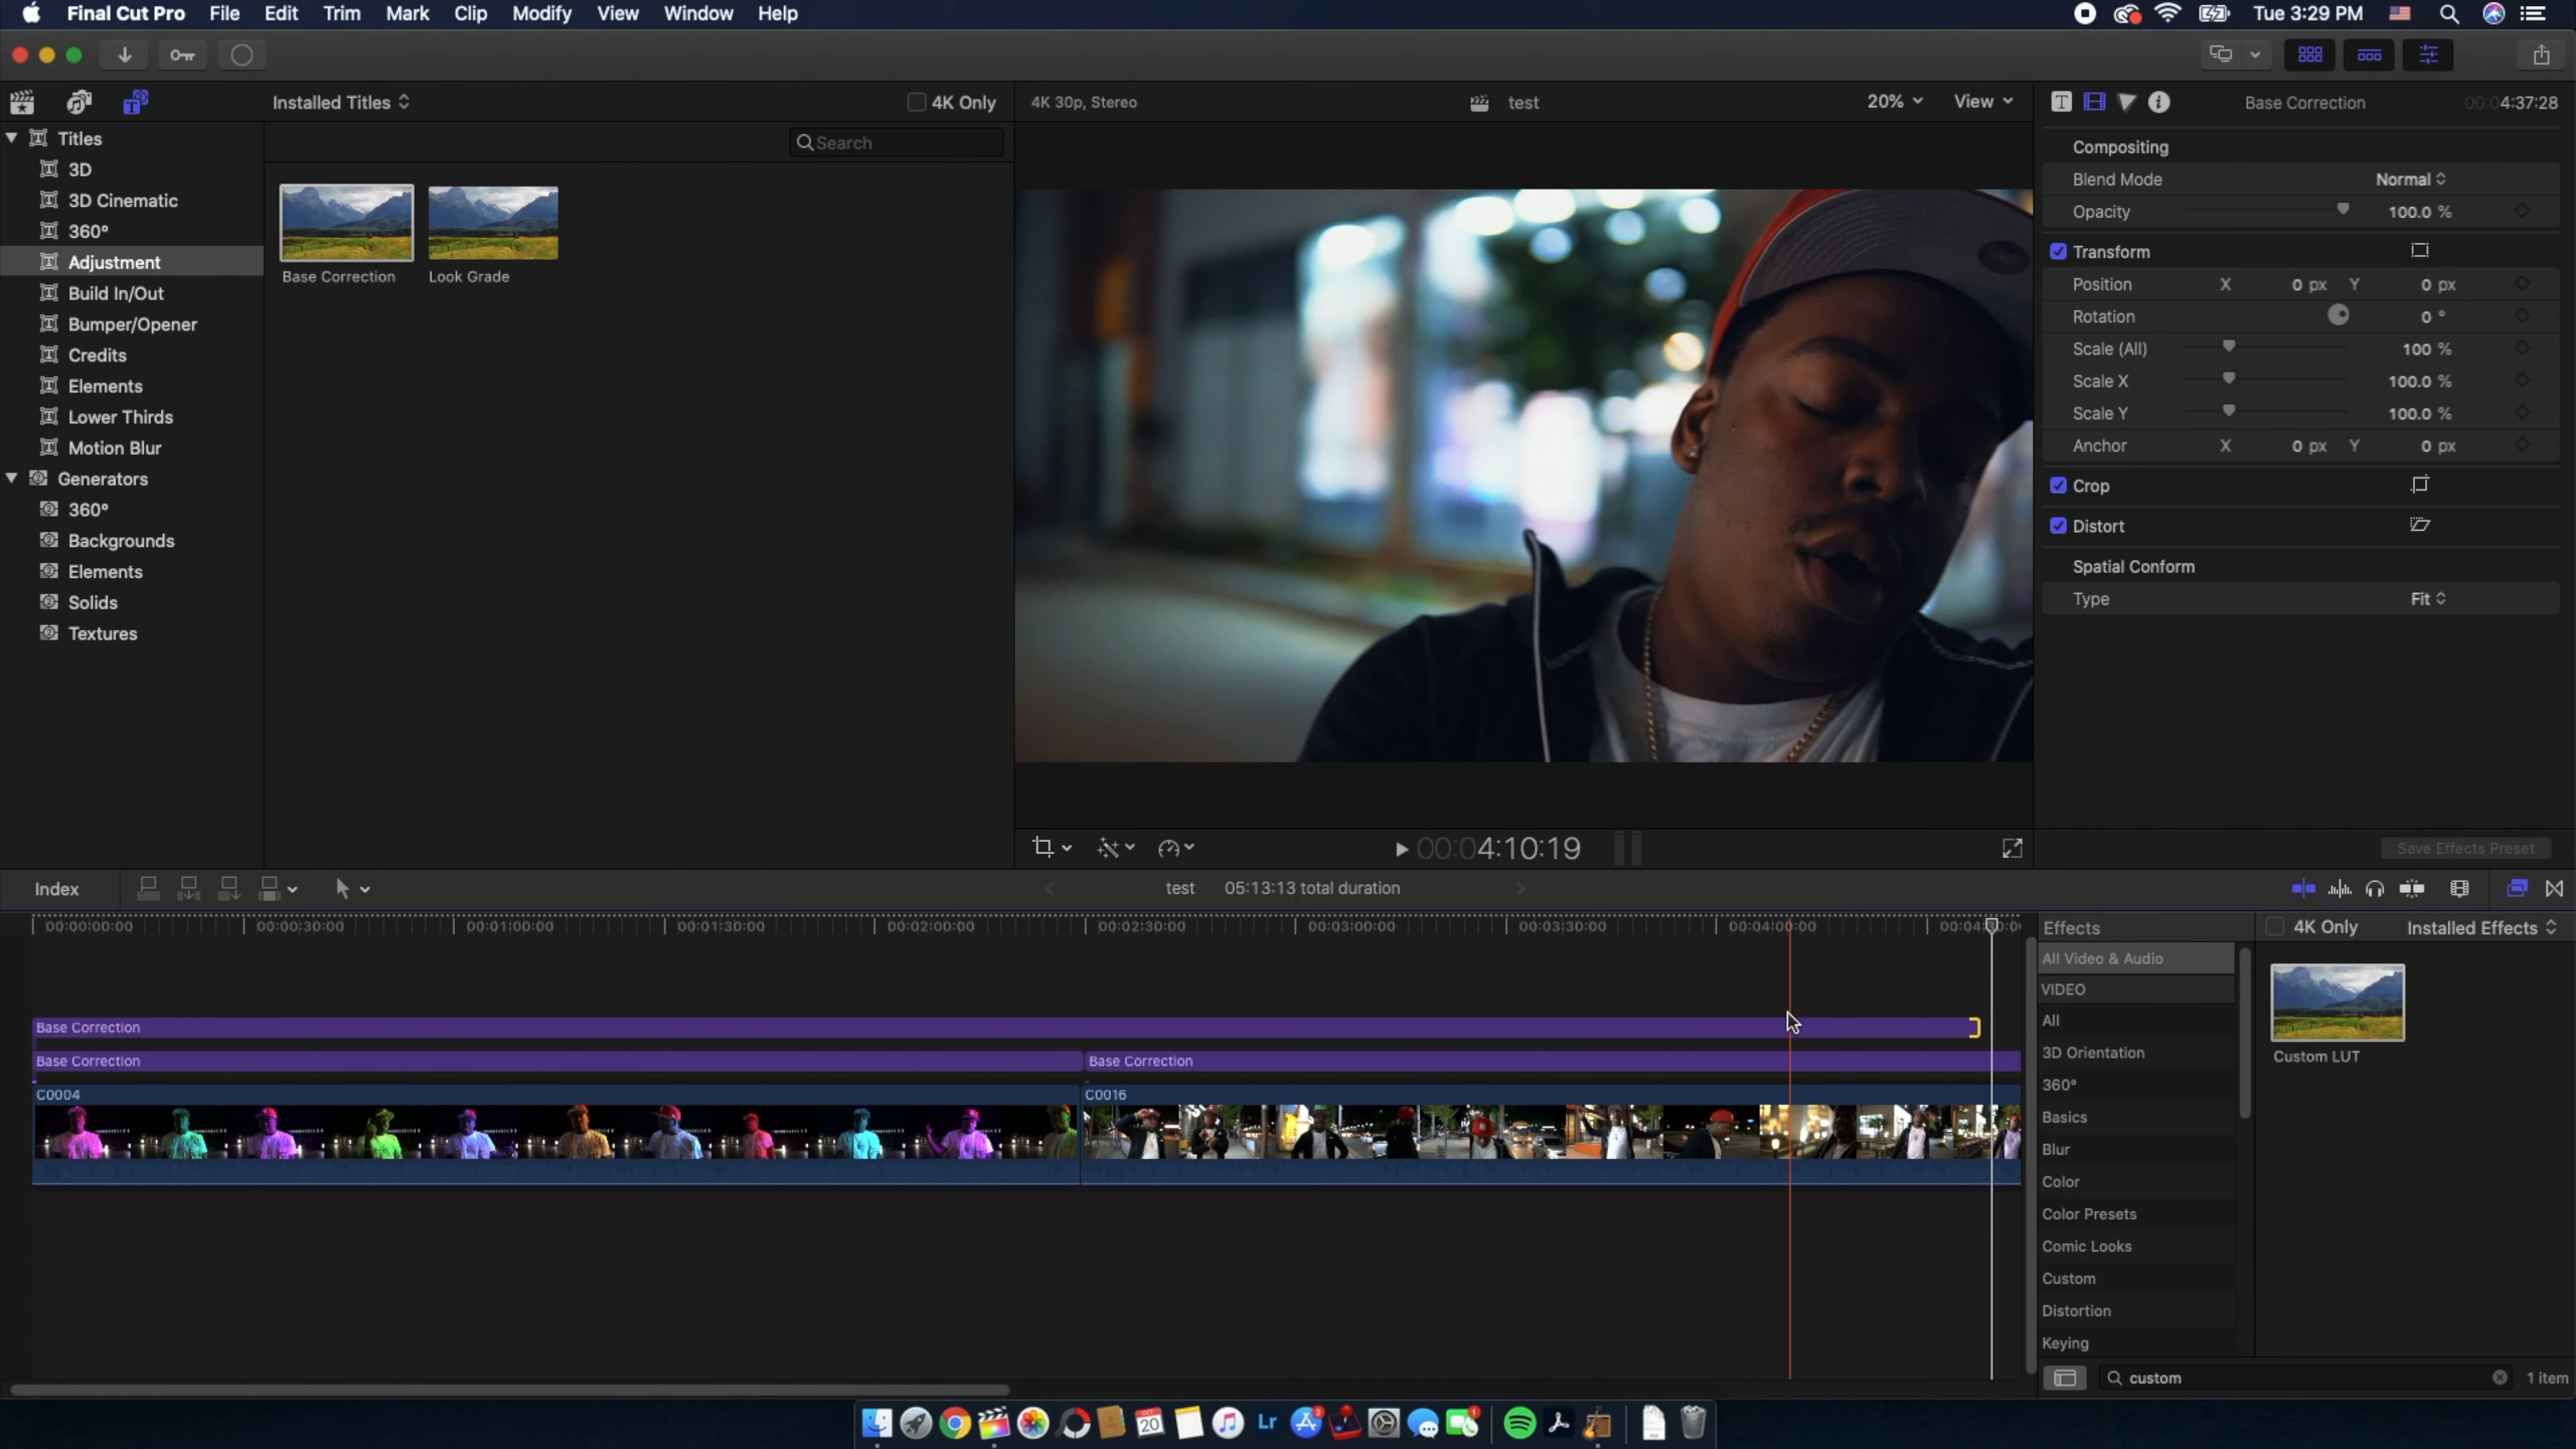 Final Cut Pro File Edit Trim Mark Clip Modify View Window Help Tue 3:29 PM
Installed Titles 4K Only
4K 30p, Stereo test 20% View
Base Correction 00:04:37:28
Titles
3D
3D Cinematic
360°
Adjustment
Build In/Out
Bumper/Opener
Credits
Elements
Lower Thirds
Motion Blur
Generators
360°
Backgrounds
Elements
Solids
Textures
Search
Base Correction Look Grade
Compositing
Blend Mode Normal
Opacity 100.0 %
Transform
Position X 0 px Y 0 px
Rotation 0 °
Scale (All) 100 %
Scale X 100.0 %
Scale Y 100.0 %
Anchor X 0 px Y 0 px
Crop
Distort
Spatial Conform
Type Fit
00:04:10:19
Save Effects Preset
Index test 05:13:13 total duration
00:00:00:00 00:00:30:00 00:01:00:00 00:01:30:00 00:02:00:00 00:02:30:00 00:03:00:00 00:03:30:00 00:04:00:00
Base Correction
Base Correction Base Correction
C0004 C0016
Effects 4K Only Installed Effects
All Video & Audio
VIDEO
All
3D Orientation
360°
Basics
Blur
Color
Color Presets
Comic Looks
Custom
Distortion
Keying
Custom LUT
custom 1 item
OCT
20
Lr
2
1